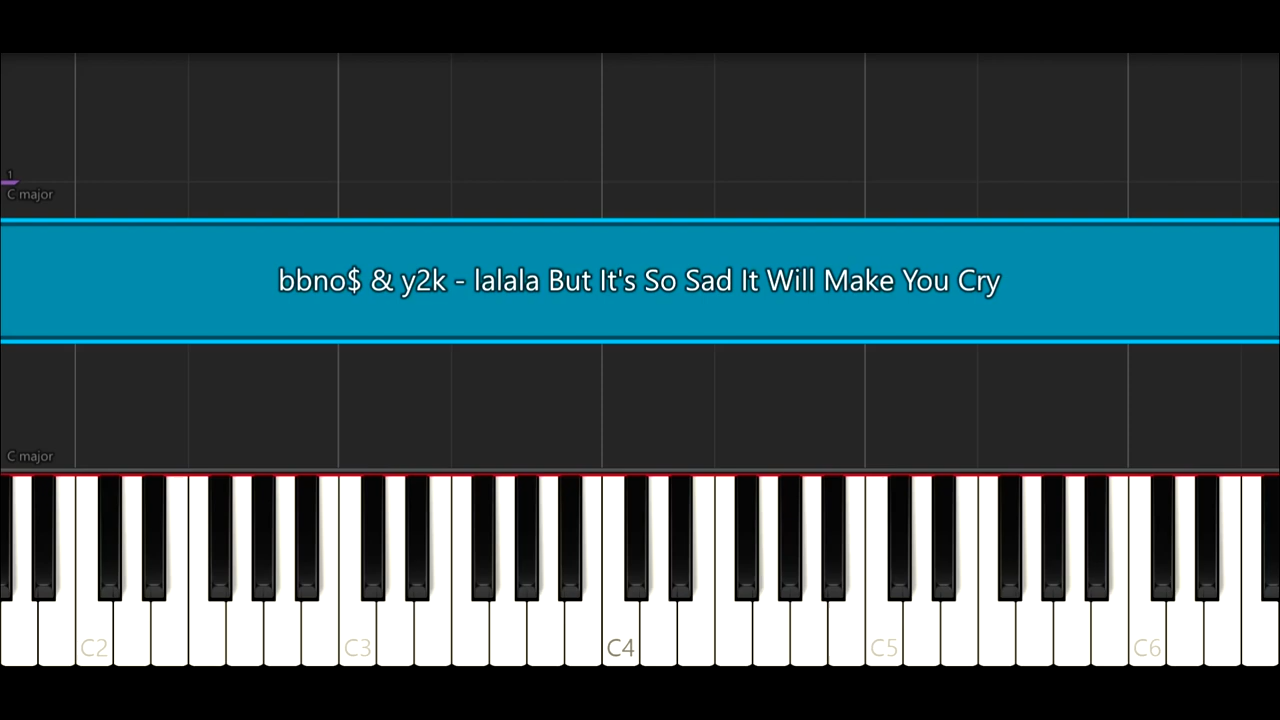 1
C major
bbno$ & y2k - lalala But It's So Sad It Will Make You Cry
C major
C2 C3 C4 C5 C6